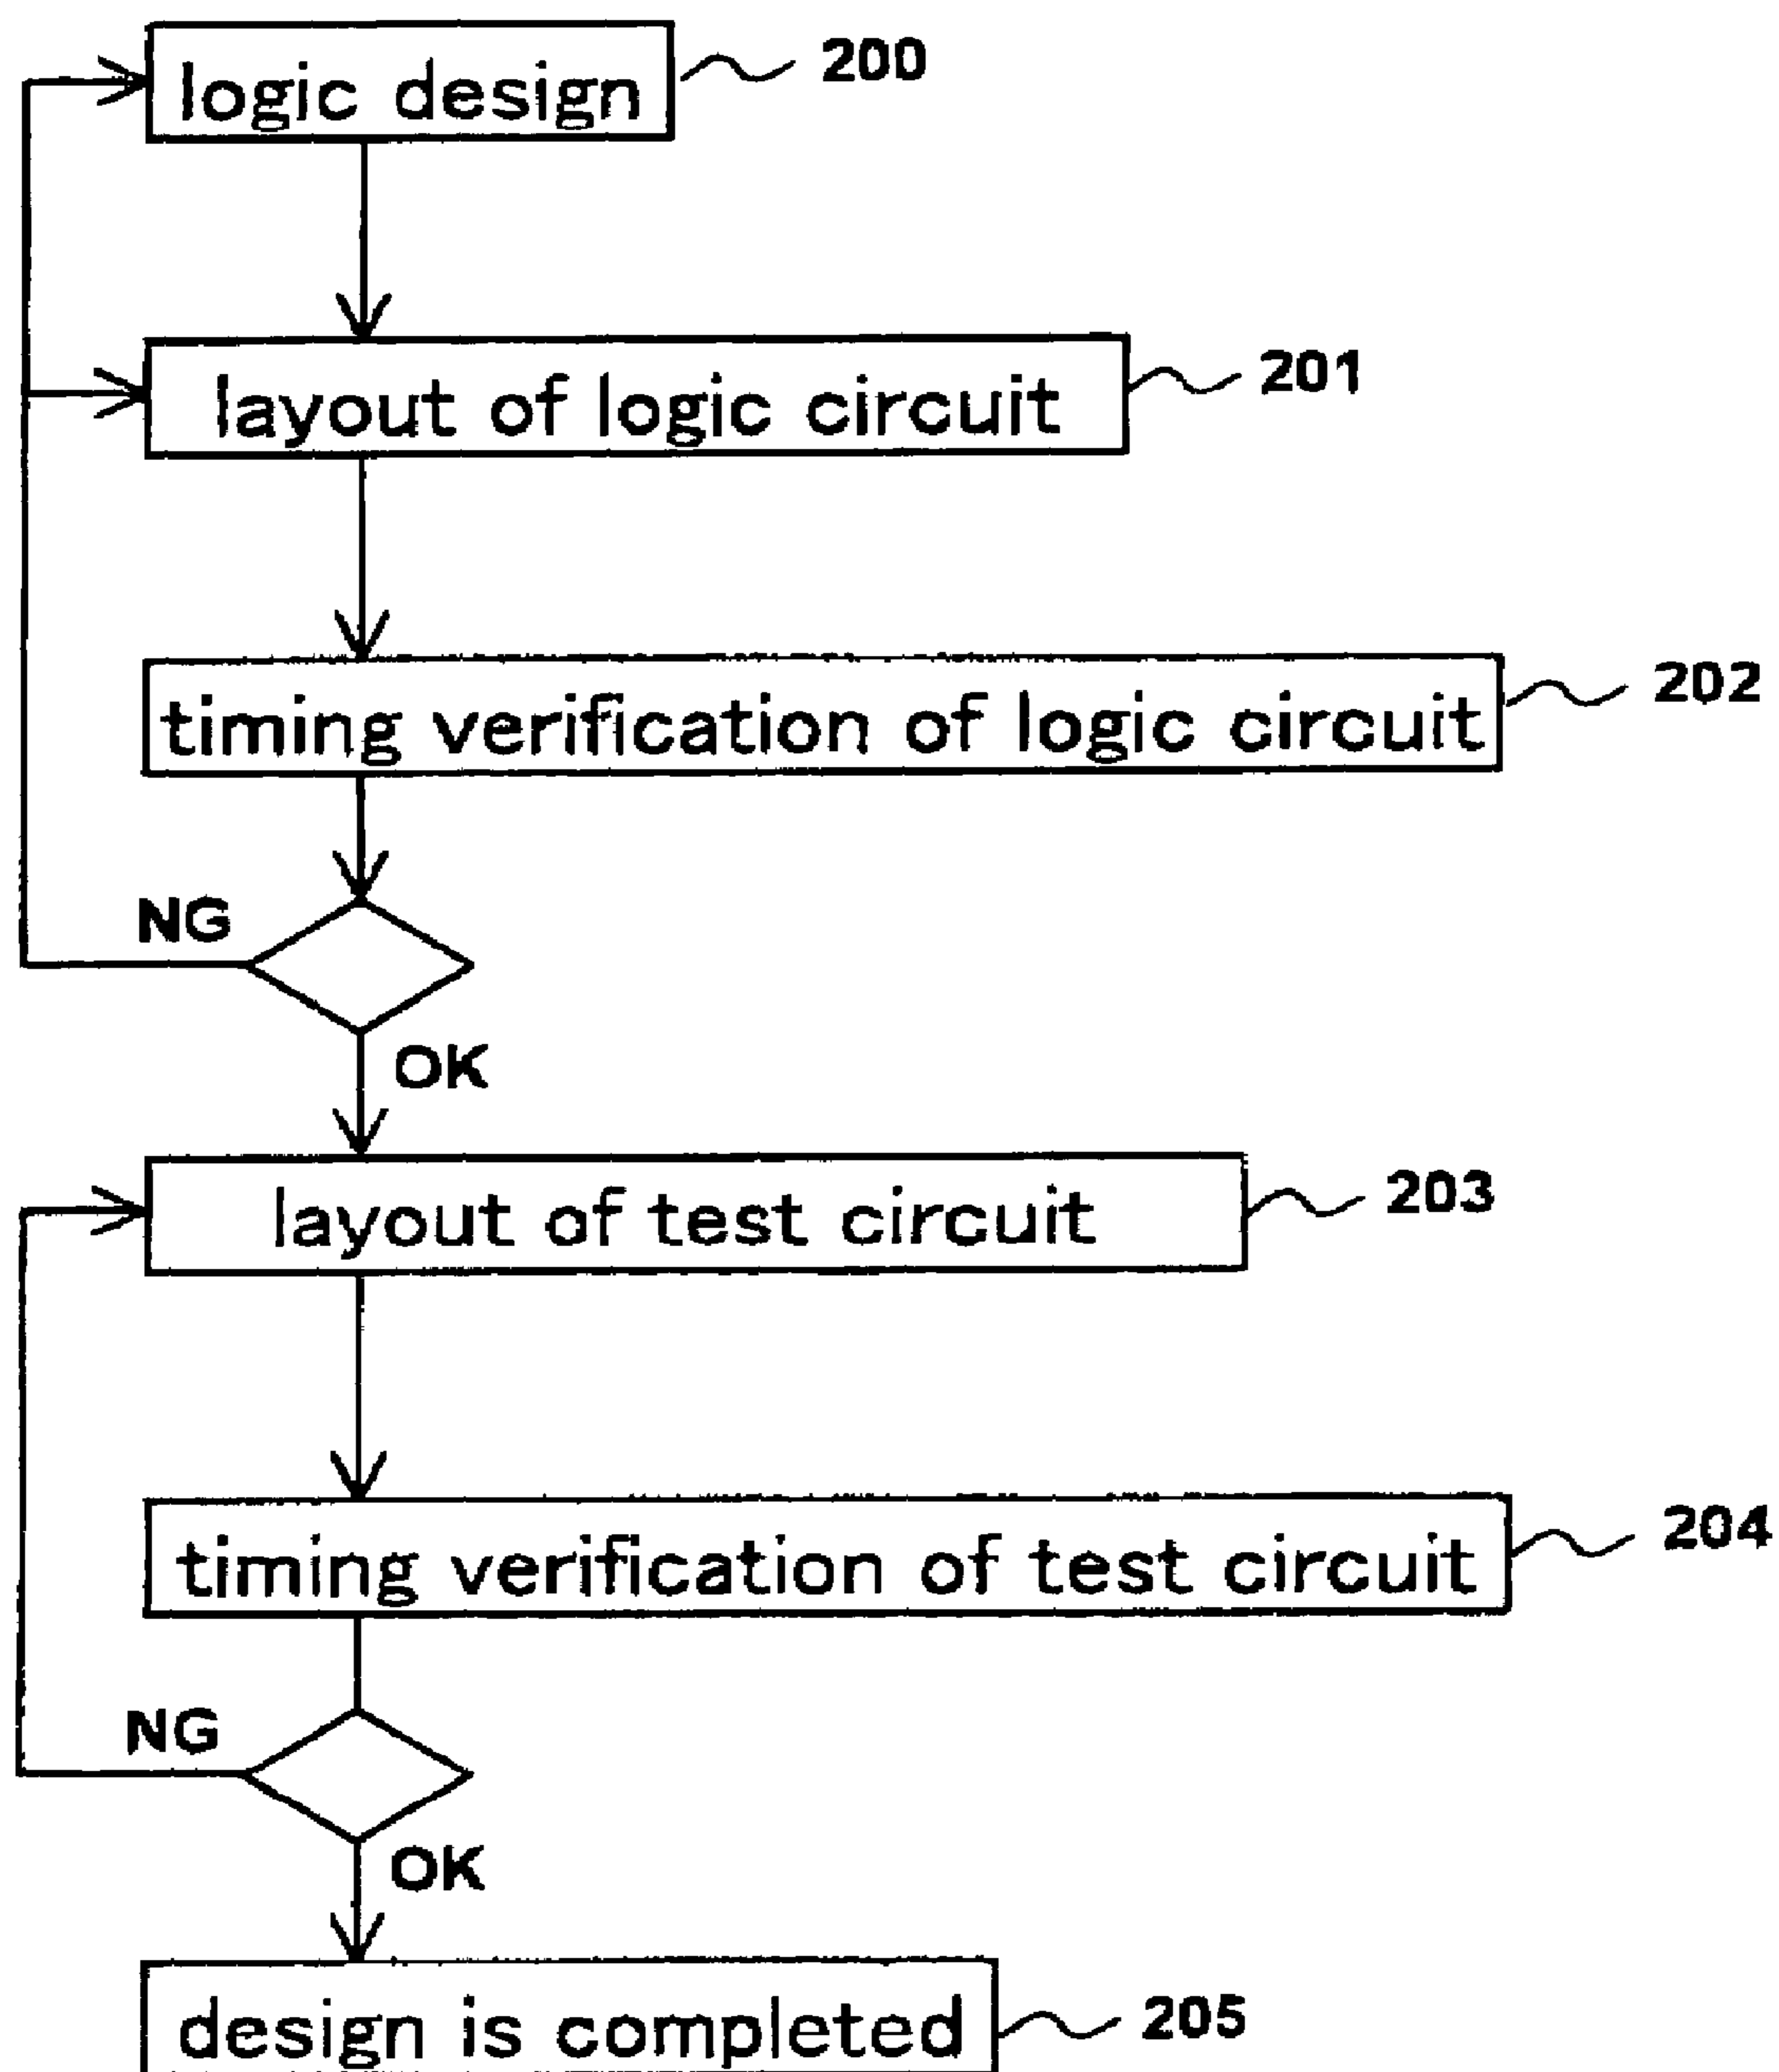 logic design
200
layout of logic circuit
201
timing verification of logic circuit
202
NG
OK
layout of test circuit
203
timing verification of test circuit
204
NG
OK
design is completed
205